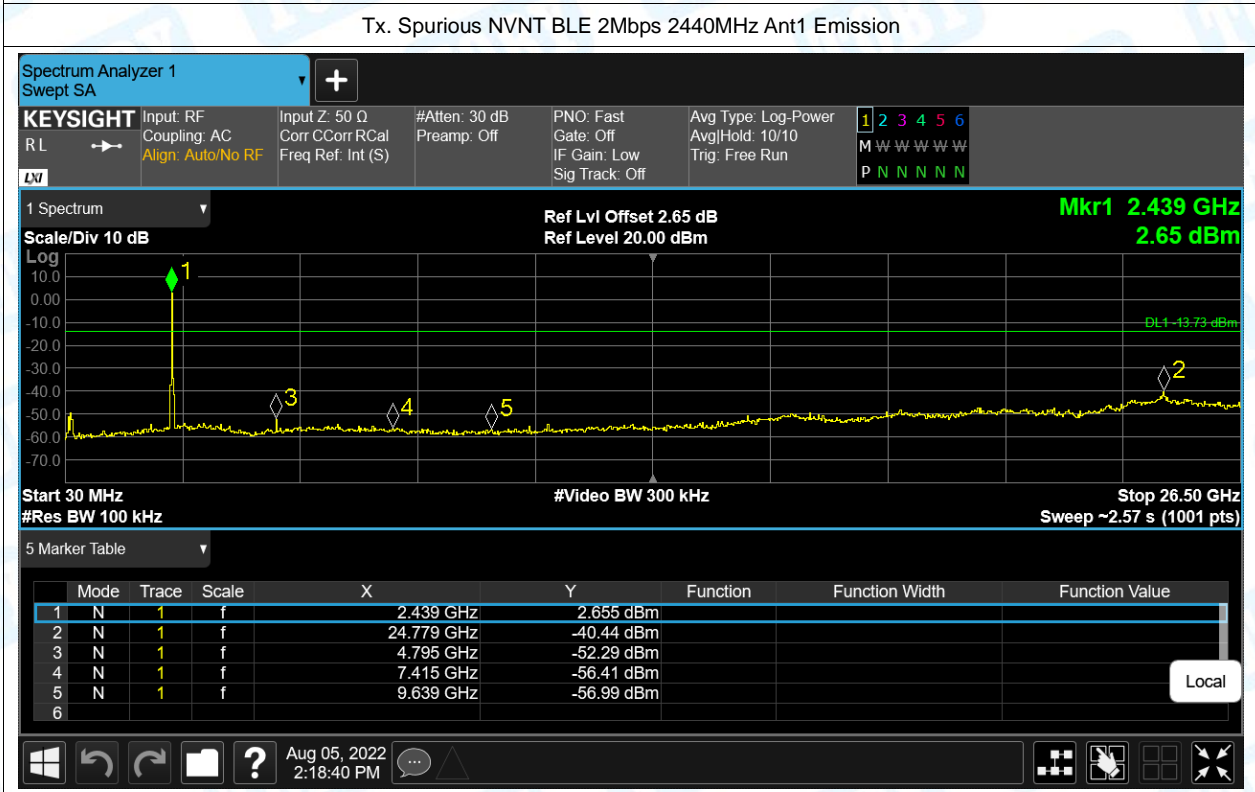 Tx. Spurious NVNT BLE 2Mbps 2440MHz Ant1 Emission
Spectrum Analyzer 1
Swept SA
KEYSIGHT Input: RF Input Z: 50 Ω #Atten: 30 dB PNO: Fast Avg Type: Log-Power 1 2 3 4 5 6
R L Coupling: AC Corr CCorr RCal Preamp: Off Gate: Off Avg|Hold: 10/10 M W W W W W
Align: Auto/No RF Freq Ref: Int (S) IF Gain: Low Trig: Free Run
LXI Sig Track: Off P N N N N N
1 Spectrum Ref Lvl Offset 2.65 dB Mkr1 2.439 GHz
Scale/Div 10 dB Ref Level 20.00 dBm 2.65 dBm
Log
1
10.0
0.00
-10.0
DL1 -13.73 dBm
-20.0
-30.0
2
-40.0
3
4
5
-50.0
-60.0
-70.0
Start 30 MHz #Video BW 300 kHz Stop 26.50 GHz
#Res BW 100 kHz Sweep ~2.57 s (1001 pts)
5 Marker Table
Mode Trace Scale X Y Function Function Width Function Value
1 N 1 f 2.439 GHz 2.655 dBm
2 N 1 f 24.779 GHz -40.44 dBm
3 N 1 f 4.795 GHz -52.29 dBm
4 N 1 f 7.415 GHz -56.41 dBm
5 N 1 f 9.639 GHz -56.99 dBm
6
Local
? Aug 05, 2022
2:18:40 PM